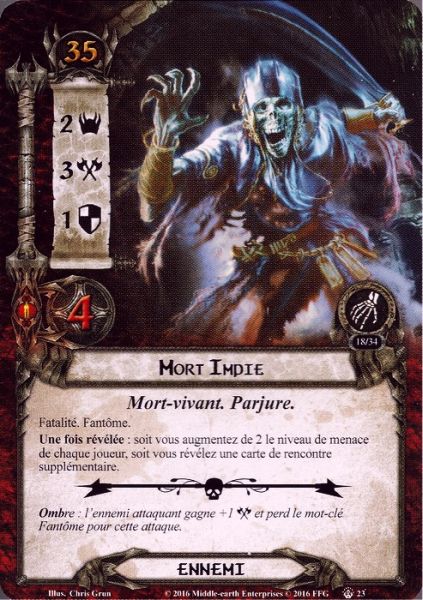 35
2
3
1
4
18/34
Mort Impie
Mort-vivant. Parjure.
Fatalité. Fantôme.
Une fois révélée : soit vous augmentez de 2 le niveau de menace
de chaque joueur, soit vous révélez une carte de rencontre
supplémentaire.
Ombre : l'ennemi attaquant gagne +1 et perd le mot-clé
Fantôme pour cette attaque.
ENNEMI
Illus. Chris Grun
© 2016 Middle-earth Enterprises © 2016 FFG
23